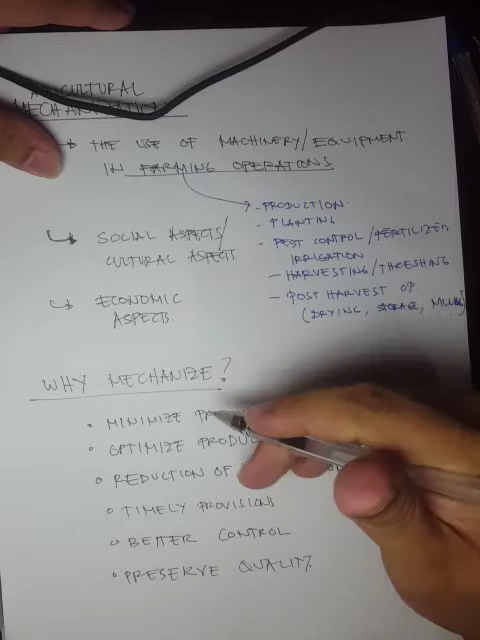 MECHANIZATION
→ THE USE OF MACHINERY/EQUIPMENT
IN FARMING OPERATIONS.
- PRODUCTION.
- PLANTING
- PEST CONTROL/FERTILIZER
IRRIGATION
- HARVESTING/THRESHING
- POST HARVEST OP
(DRYING, STORAGE,
SOCIAL ASPECTS/
CULTURAL ASPECTS
ECONOMIC
ASPECTS.
WHY MECHANIZE?
• MINIMIZE
• OPTIMIZE
• REDUCTION OF
• TIMELY PROVISIONS
• BETTER CONTROL
• PRESERVE QUALITY.